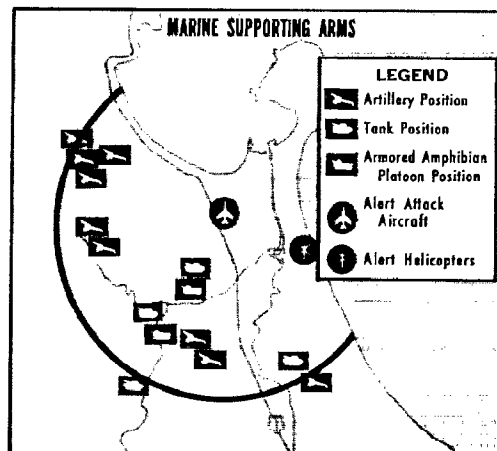 MARINE SUPPORTING ARMS
LEGEND
Artillery Position
Tank Position
Armored Amphibian
Platoon Position
Alert Attack
Aircraft
Alert Helicopters